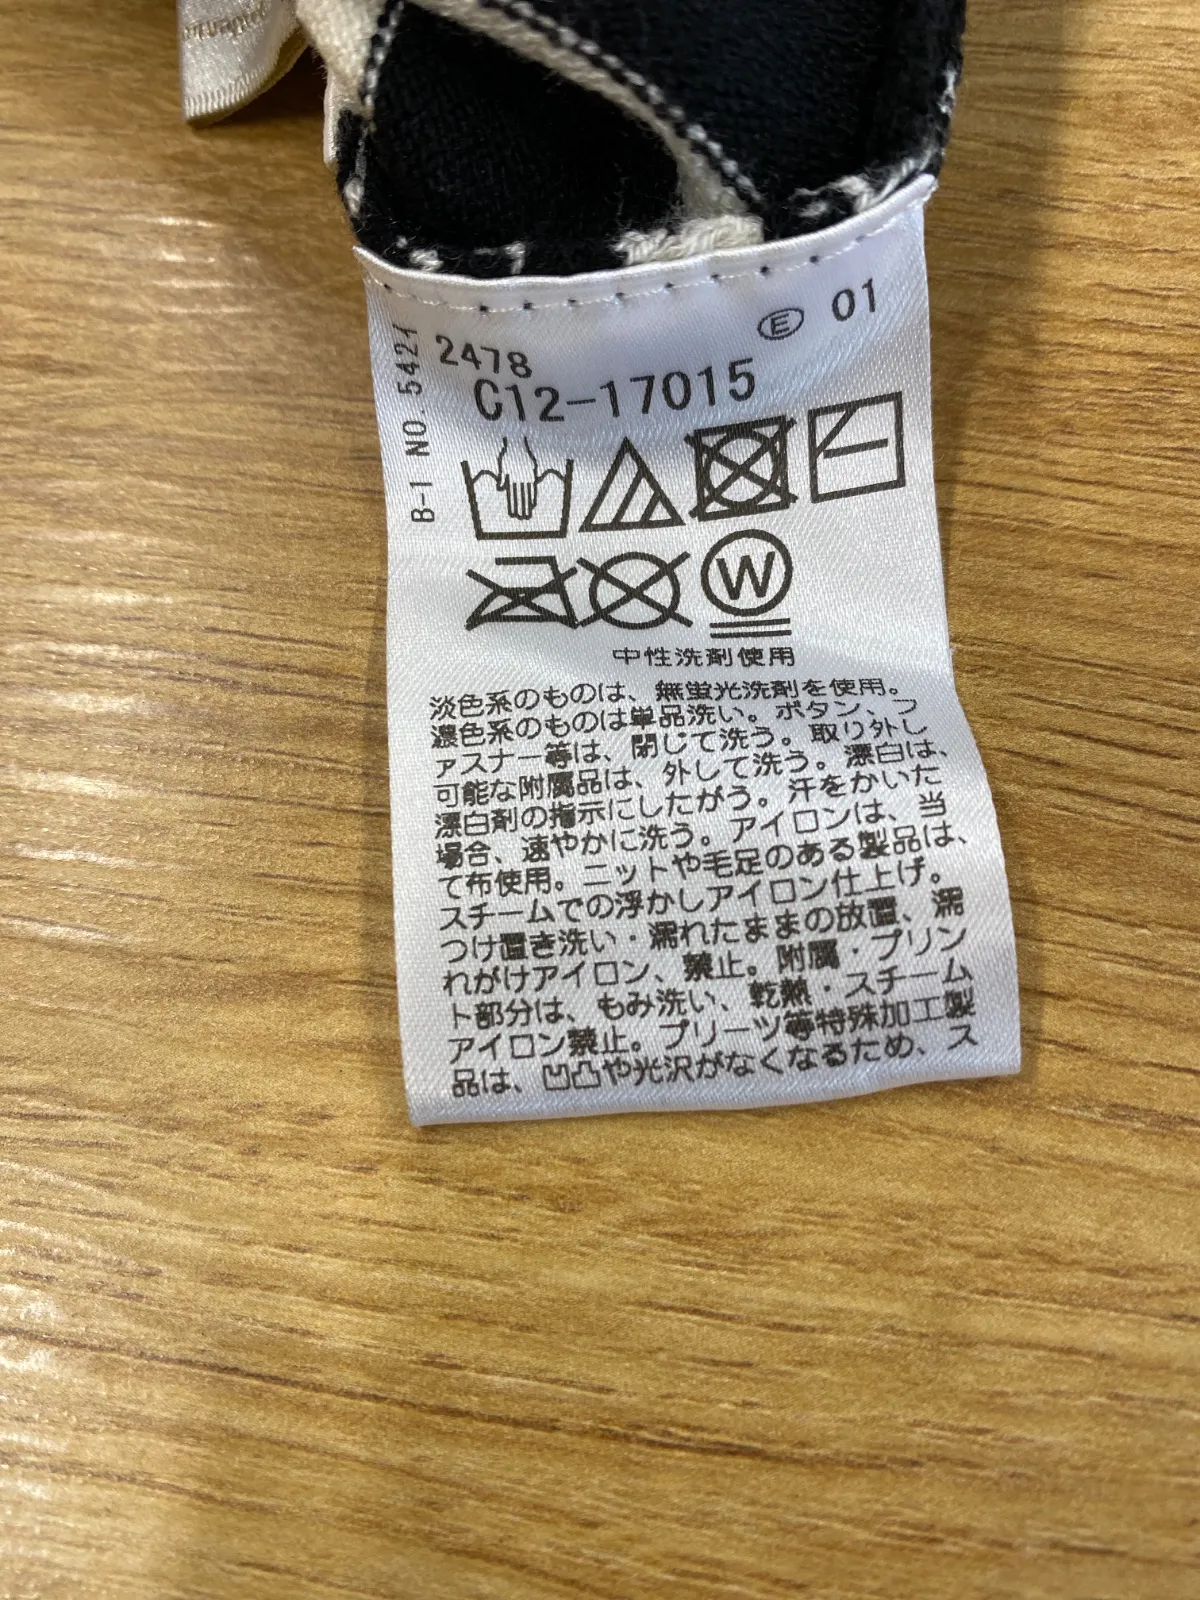 Ⓔ 01
2478
C12-17015
B-1 NO. 5421
W
中性洗剤使用
淡色系のものは、無蛍光洗剤を使用。
濃色系のものは単品洗い。ボタン、フ
ァスナー等は、閉じて洗う。取り外し
可能な附属品は、外して洗う。漂白は、
漂白剤の指示にしたがう。汗をかいた
場合、速やかに洗う。アイロンは、当
て布使用。ニットや毛足のある製品は、
スチームでの浮かしアイロン仕上げ。
つけ置き洗い・濡れたままの放置、濡
れがけアイロン、禁止。附属・プリン
ト部分は、もみ洗い、乾熱・スチーム
アイロン禁止。プリーツ等特殊加工製
品は、凹凸や光沢がなくなるため、ス